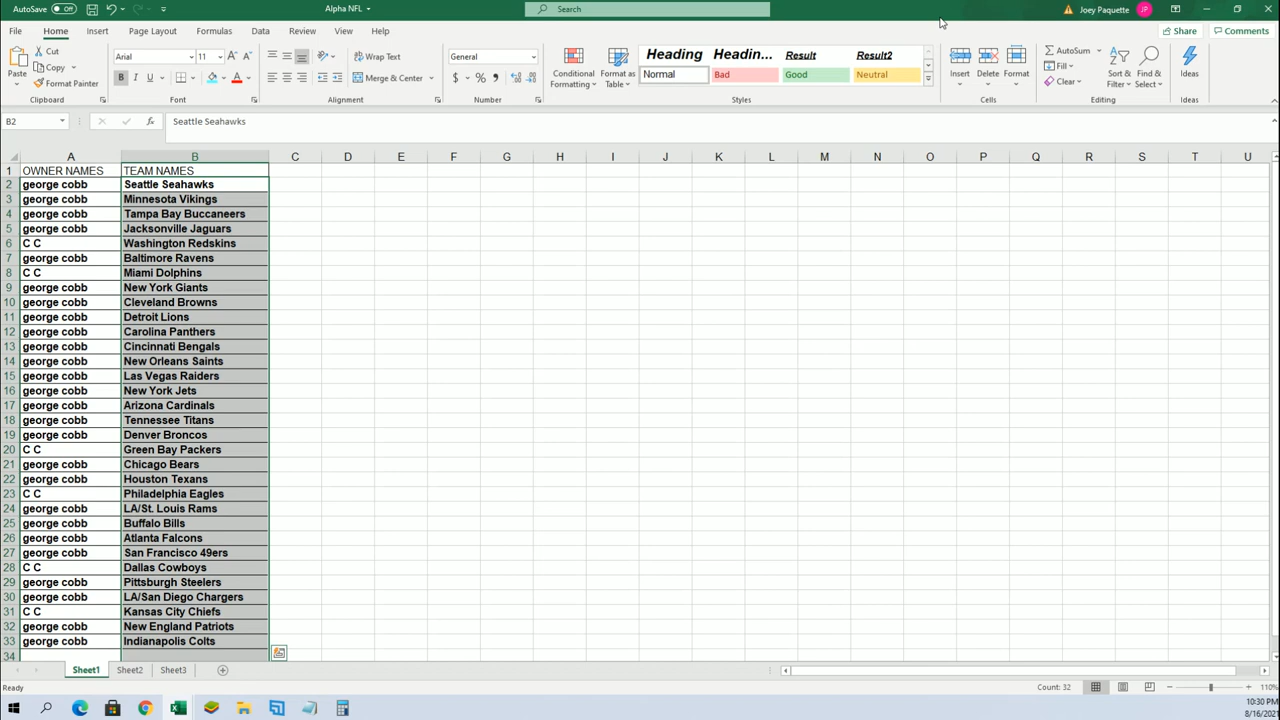 AutoSave Off Alpha NFL Search Joey Paquette JP
File Home Insert Page Layout Formulas Data Review View Help Share Comments
Paste Cut Copy Format Painter Clipboard
Arial 11 A A B I U A Font
Wrap Text Merge & Center Alignment
General $ % Number
Conditional Formatting Format as Table
Heading Headin... Result Result2
Normal Bad Good Neutral
Styles
Insert Delete Format Cells
AutoSum Fill Clear Sort & Filter Find & Select Editing
Ideas Ideas
B2 fx Seattle Seahawks
A B C D E F G H I J K L M N O P Q R S T U
1 OWNER NAMES TEAM NAMES
2 george cobb Seattle Seahawks
3 george cobb Minnesota Vikings
4 george cobb Tampa Bay Buccaneers
5 george cobb Jacksonville Jaguars
6 C C Washington Redskins
7 george cobb Baltimore Ravens
8 C C Miami Dolphins
9 george cobb New York Giants
10 george cobb Cleveland Browns
11 george cobb Detroit Lions
12 george cobb Carolina Panthers
13 george cobb Cincinnati Bengals
14 george cobb New Orleans Saints
15 george cobb Las Vegas Raiders
16 george cobb New York Jets
17 george cobb Arizona Cardinals
18 george cobb Tennessee Titans
19 george cobb Denver Broncos
20 C C Green Bay Packers
21 george cobb Chicago Bears
22 george cobb Houston Texans
23 C C Philadelphia Eagles
24 george cobb LA/St. Louis Rams
25 george cobb Buffalo Bills
26 george cobb Atlanta Falcons
27 george cobb San Francisco 49ers
28 C C Dallas Cowboys
29 george cobb Pittsburgh Steelers
30 george cobb LA/San Diego Chargers
31 C C Kansas City Chiefs
32 george cobb New England Patriots
33 george cobb Indianapolis Colts
34
Sheet1 Sheet2 Sheet3
Ready Count: 32 110%
10:30 PM